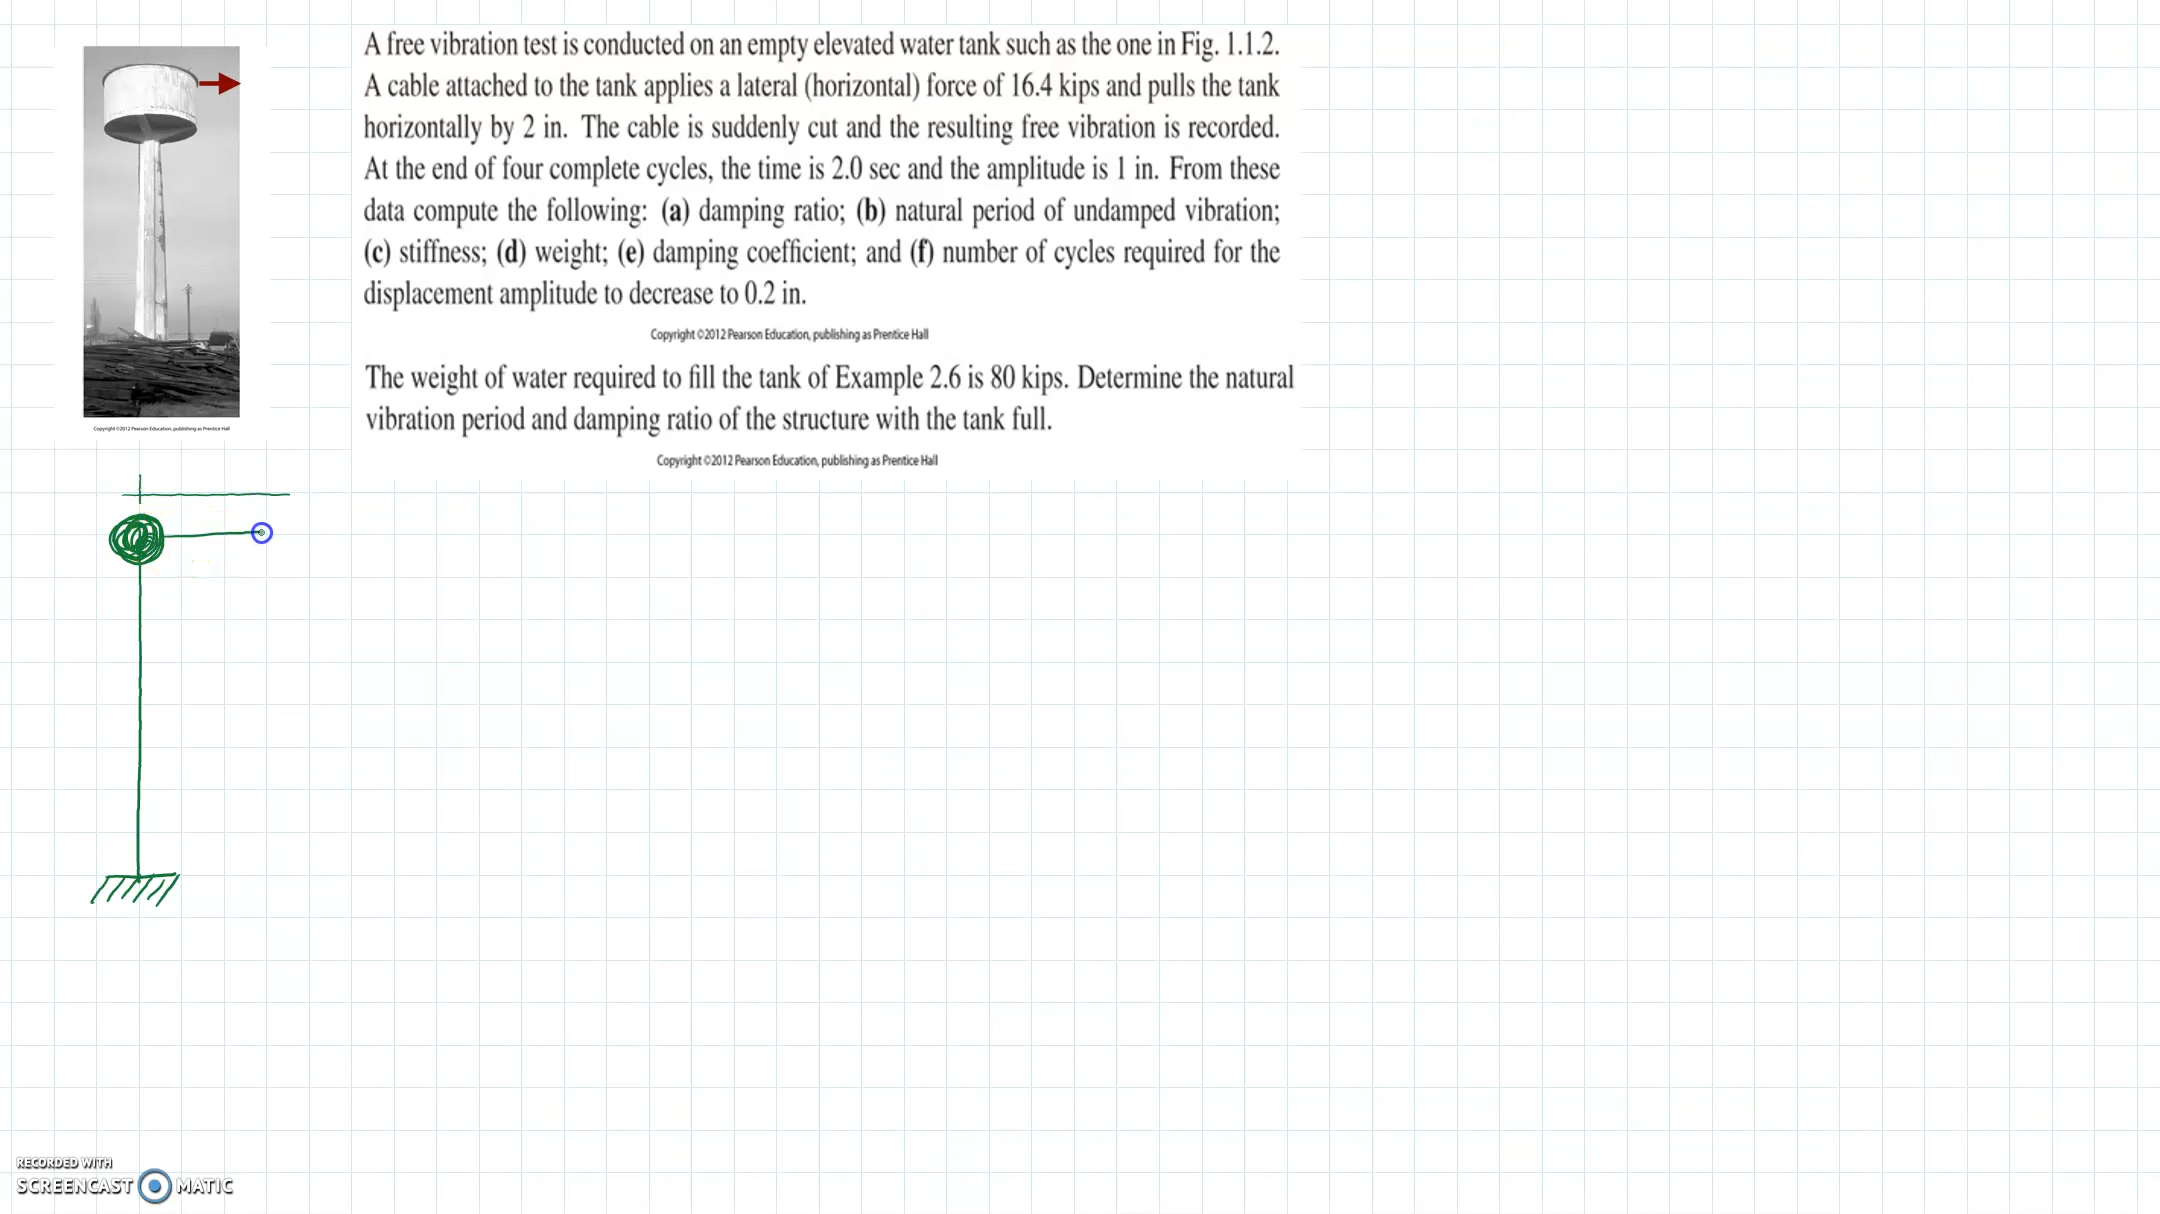 A free vibration test is conducted on an empty elevated water tank such as the one in Fig. 1.1.2.
A cable attached to the tank applies a lateral (horizontal) force of 16.4 kips and pulls the tank
horizontally by 2 in. The cable is suddenly cut and the resulting free vibration is recorded.
At the end of four complete cycles, the time is 2.0 sec and the amplitude is 1 in. From these
data compute the following: (a) damping ratio; (b) natural period of undamped vibration;
(c) stiffness; (d) weight; (e) damping coefficient; and (f) number of cycles required for the
displacement amplitude to decrease to 0.2 in.
Copyright ©2012 Pearson Education, publishing as Prentice Hall
The weight of water required to fill the tank of Example 2.6 is 80 kips. Determine the natural
vibration period and damping ratio of the structure with the tank full.
Copyright ©2012 Pearson Education, publishing as Prentice Hall
Copyright ©2012 Pearson Education, publishing as Prentice Hall
RECORDED WITH
SCREENCAST MATIC